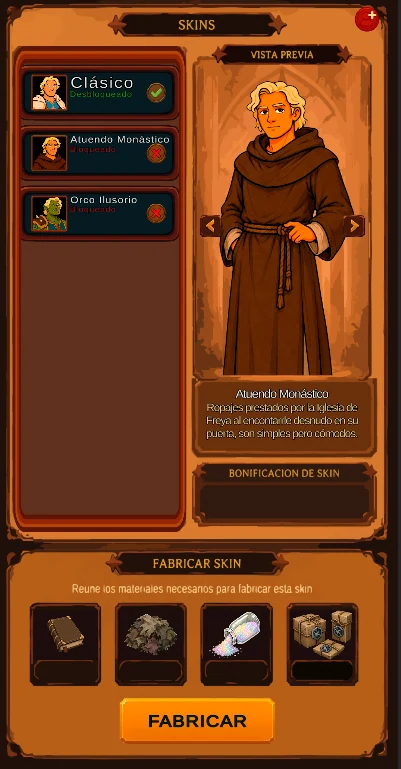 SKINS
Clásico
Desbloqueado
Atuendo Monástico
Bloqueado
Orco Ilusorio
Bloqueado
VISTA PREVIA
Atuendo Monástico
Ropajes prestados por la Iglesia de
Freya al encontarte desnudo en su
puerta, son simples pero cómodos.
BONIFICACION DE SKIN
FABRICAR SKIN
Reune los materiales necesarios para fabricar esta skin
FABRICAR